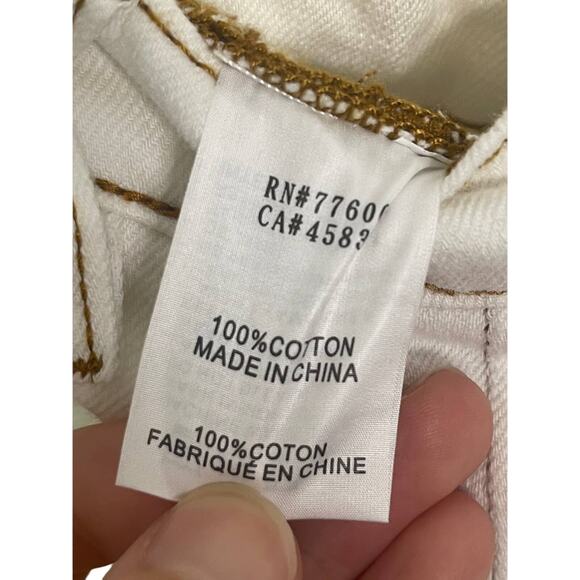 RN#7760
CA#4583
100%COTTON
MADE IN CHINA
100%COTON
FABRIQUÉ EN CHINE